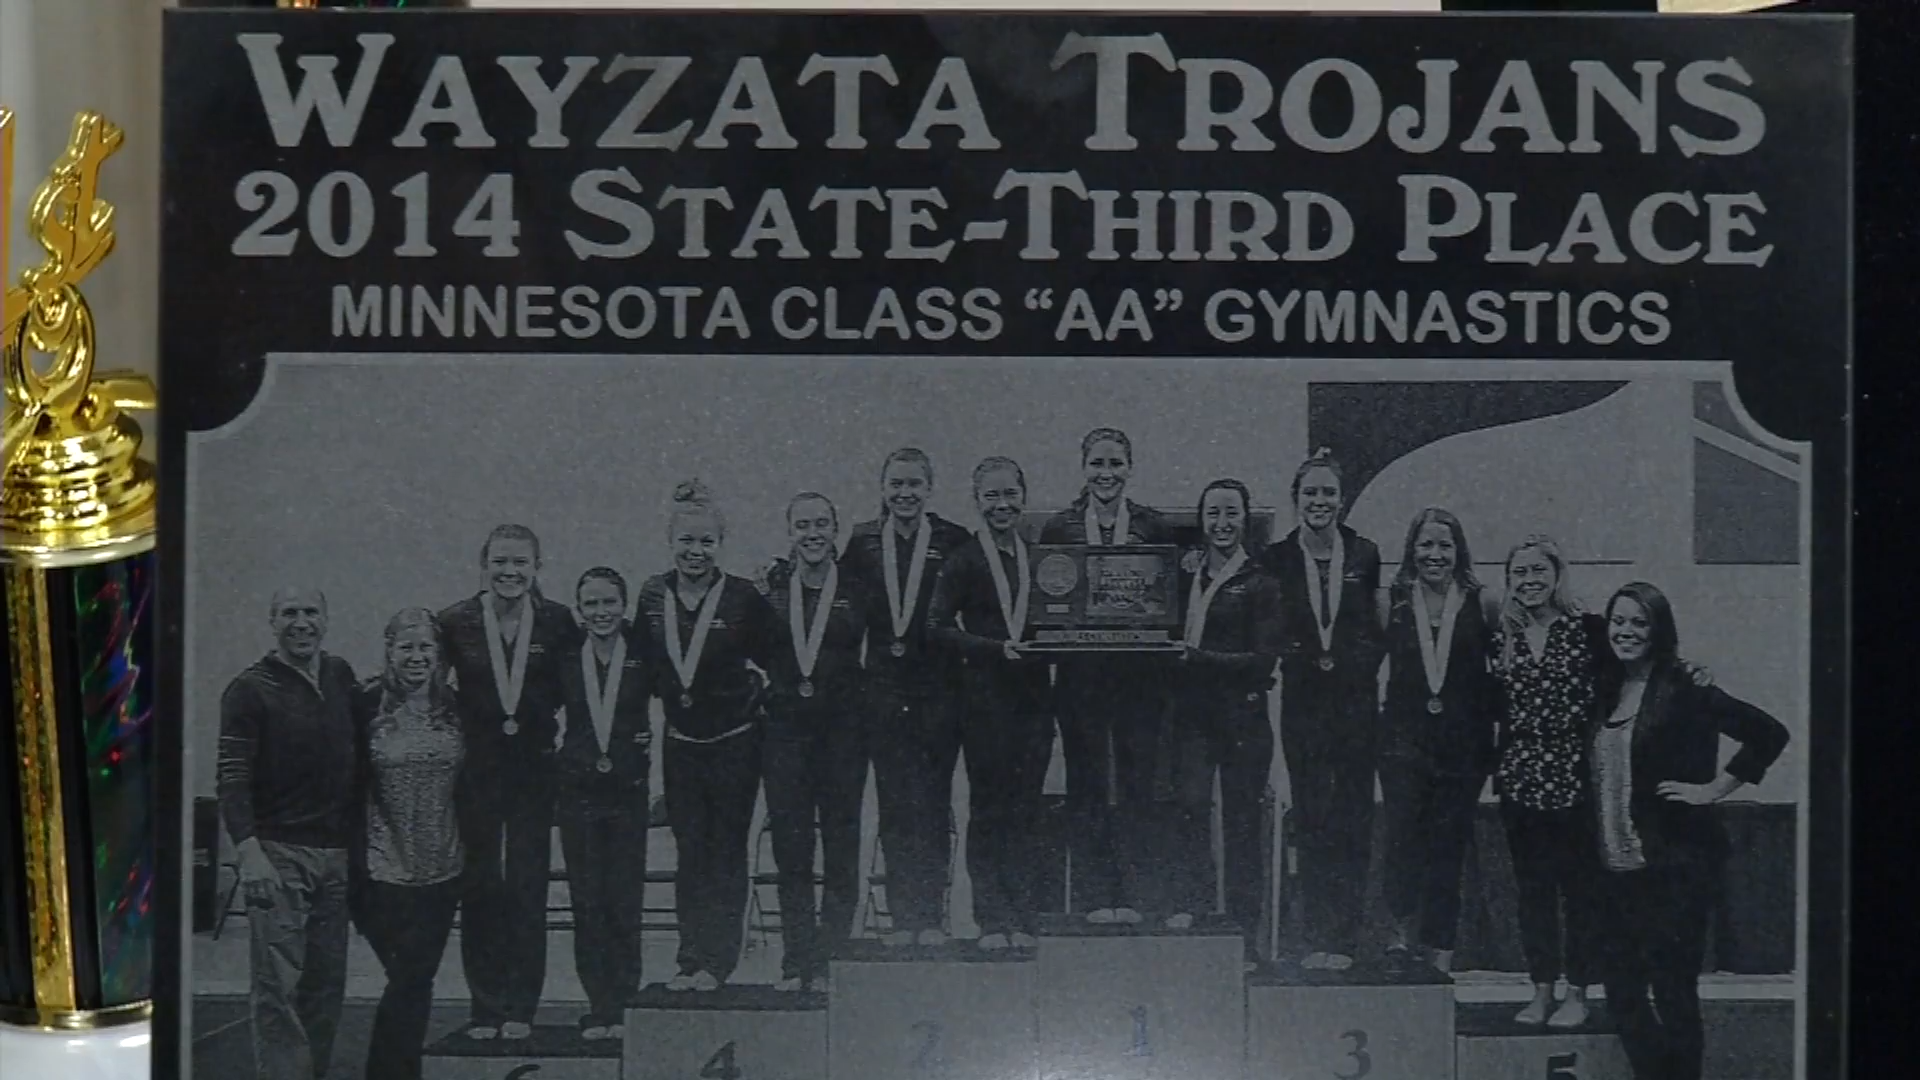 WAYZATA TROJANS
2014 STATE-THIRD PLACE
MINNESOTA CLASS “AA” GYMNASTICS
6 4 2 1 3 5